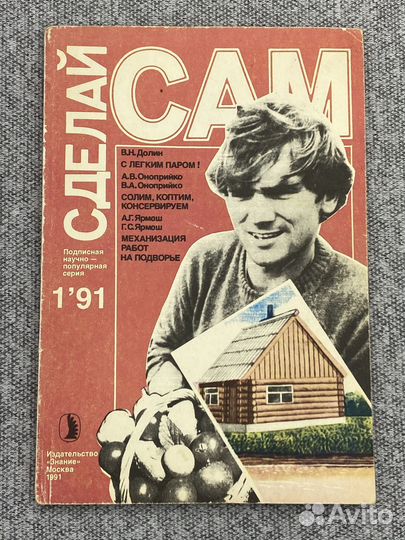 СДЕЛАЙ
САМ
В.Н.Долин
С ЛЕГКИМ ПАРОМ!
А.В.Оноприйко
В.А.Оноприйко
СОЛИМ, КОПТИМ,
КОНСЕРВИРУЕМ
А.Г.Ярмош
Г.С.Ярмош
МЕХАНИЗАЦИЯ
РАБОТ
НА ПОДВОРЬЕ
Подписная
научно —
популярная
серия
1'91
Издательство
«Знание»
Москва
1991
Avito